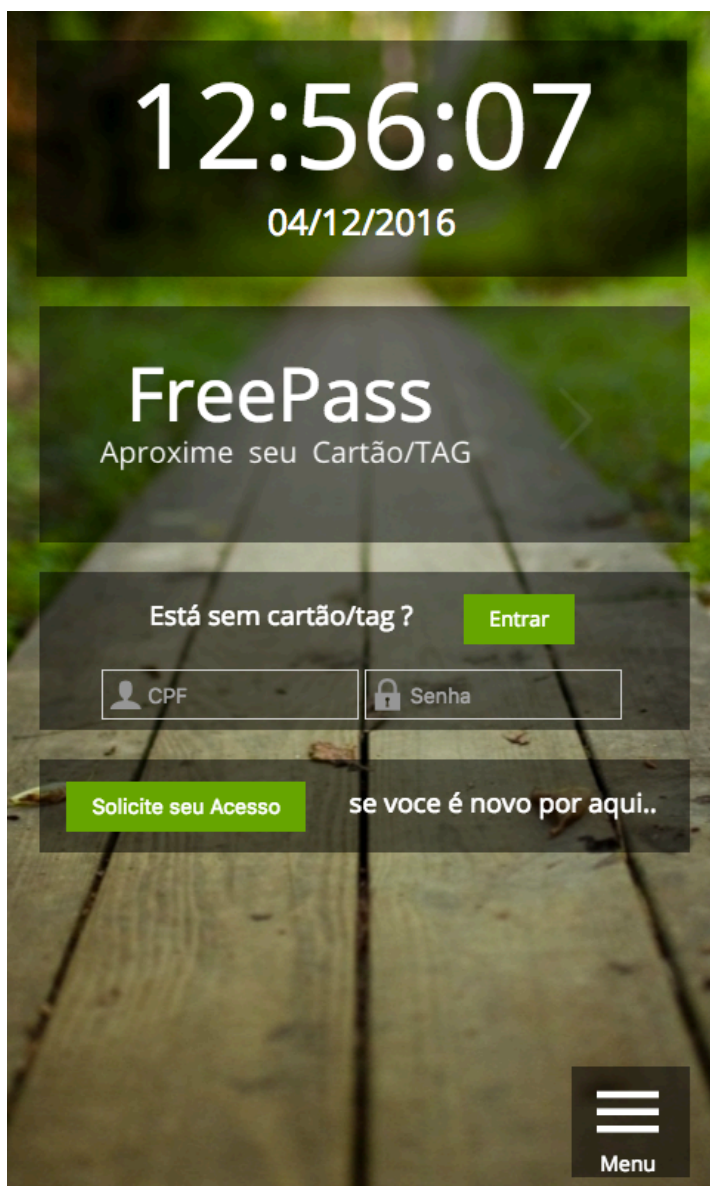 12:56:07
04/12/2016
FreePass
Aproxime seu Cartão/TAG
Está sem cartão/tag ?
Entrar
CPF
Senha
Solicite seu Acesso
se voce é novo por aqui..
Menu